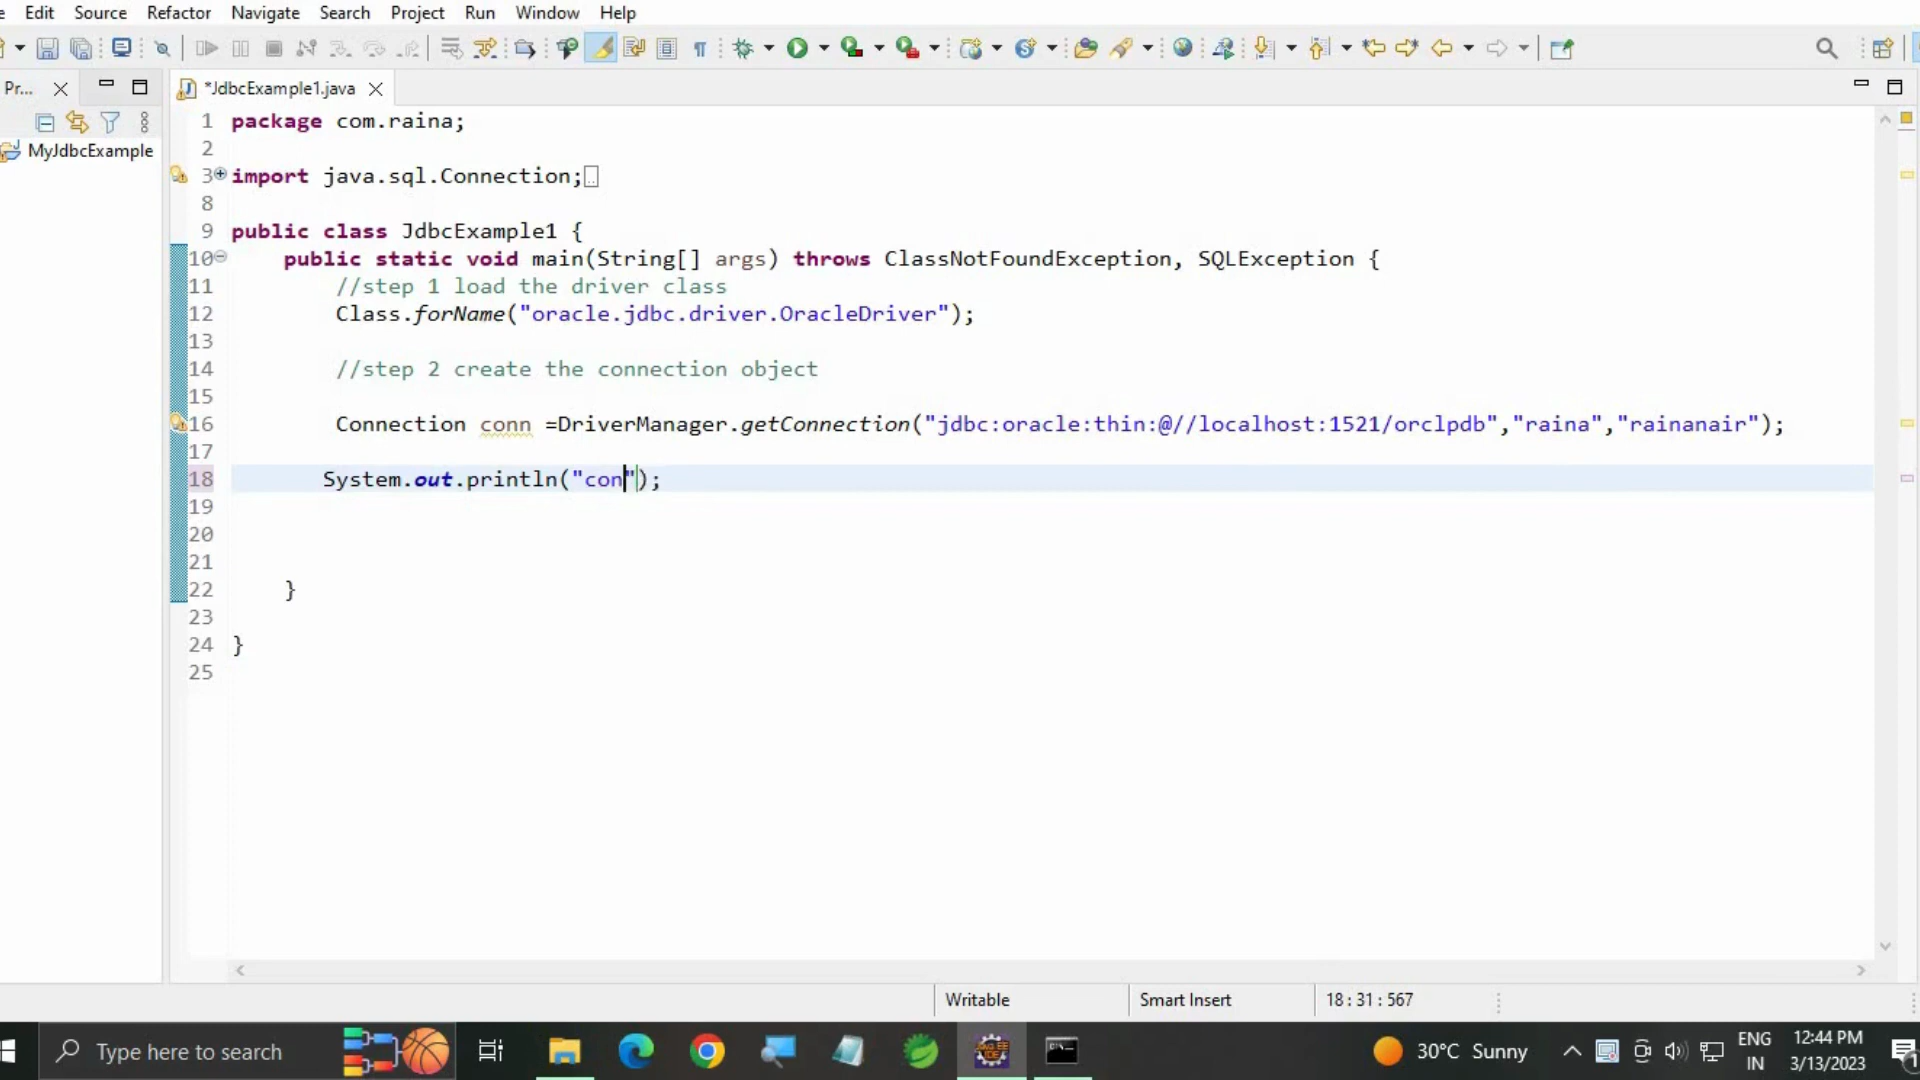 Edit Source Refactor Navigate Search Project Run Window Help
Pr... *JdbcExample1.java
MyJdbcExample
1 package com.raina;
2
3 import java.sql.Connection;
8
9 public class JdbcExample1 {
10 public static void main(String[] args) throws ClassNotFoundException, SQLException {
11 //step 1 load the driver class
12 Class.forName("oracle.jdbc.driver.OracleDriver");
13
14 //step 2 create the connection object
15
16 Connection conn =DriverManager.getConnection("jdbc:oracle:thin:@//localhost:1521/orclpdb","raina","rainanair");
17
18 System.out.println("con");
19
20
21
22 }
23
24 }
25
Writable Smart Insert 18 : 31 : 567
Type here to search 30°C Sunny ENG 12:44 PM
IN 3/13/2023